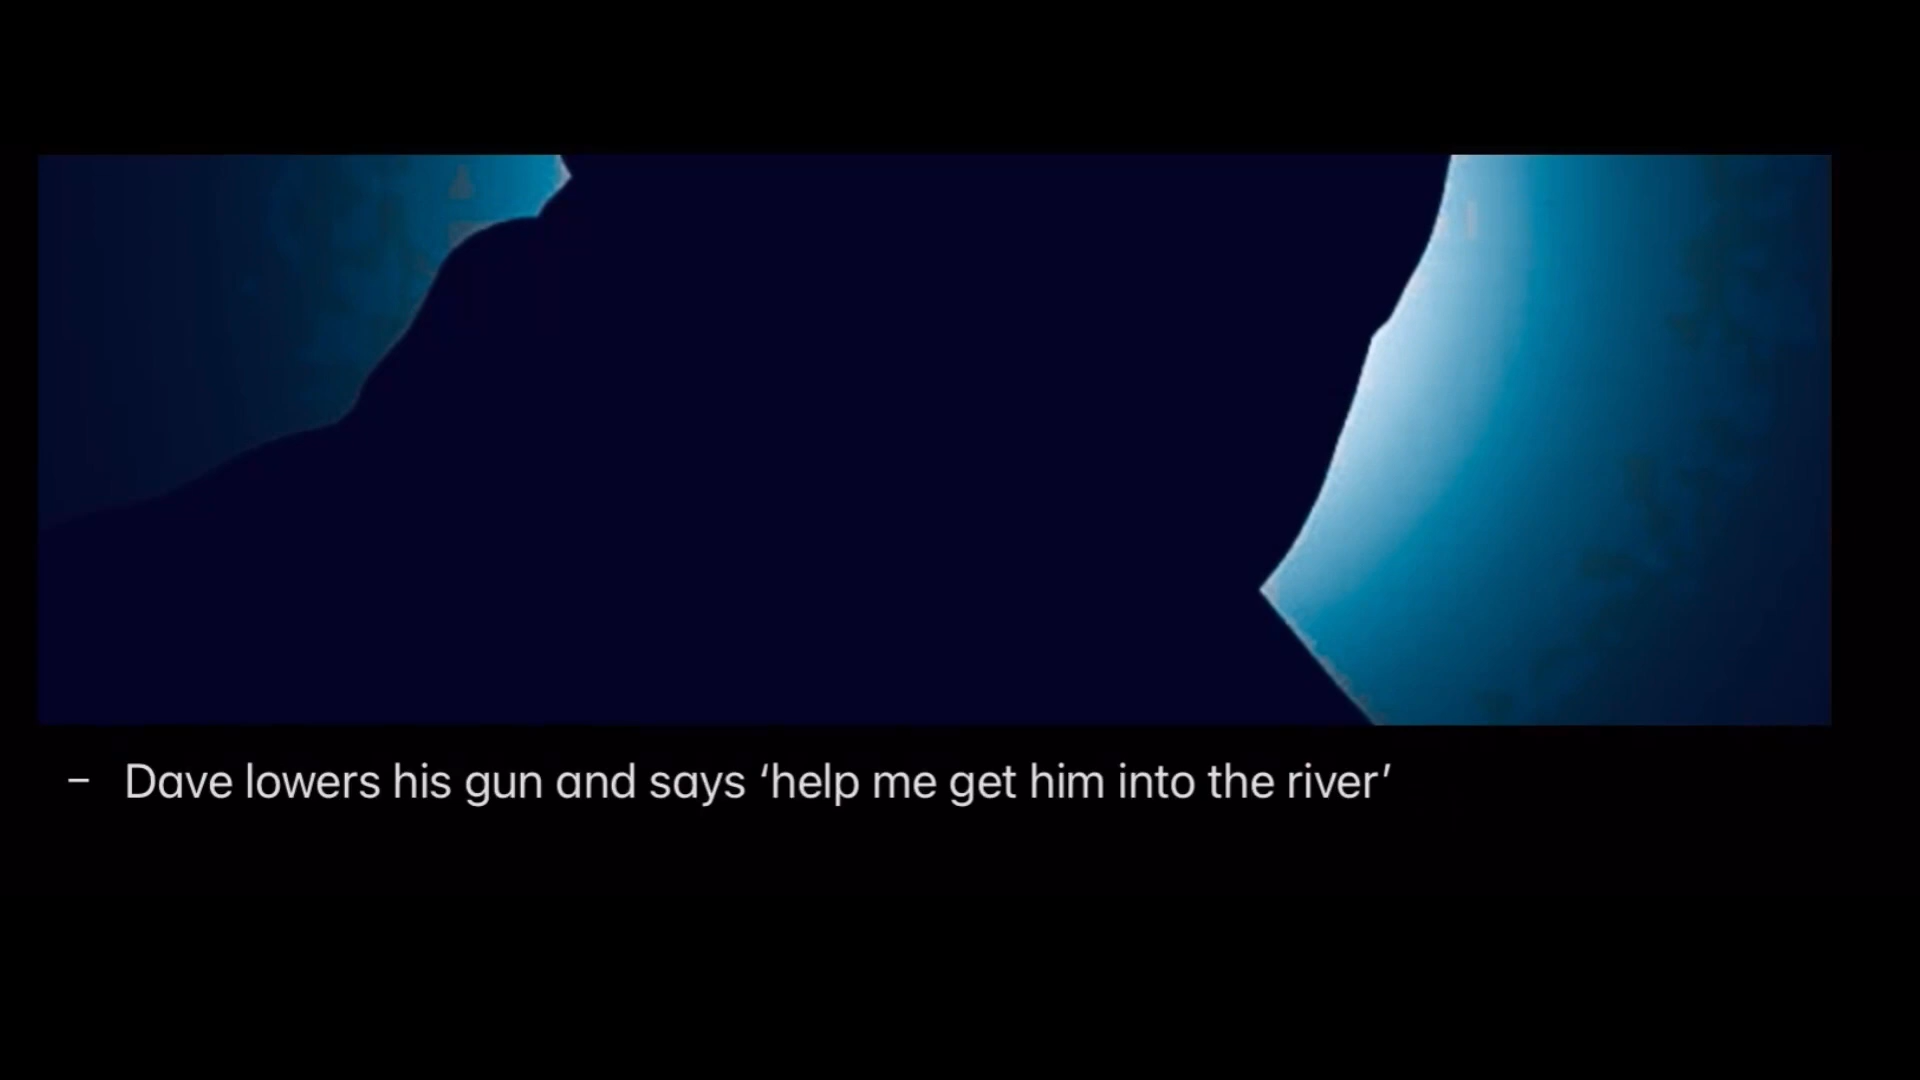 – Dave lowers his gun and says ‘help me get him into the river’